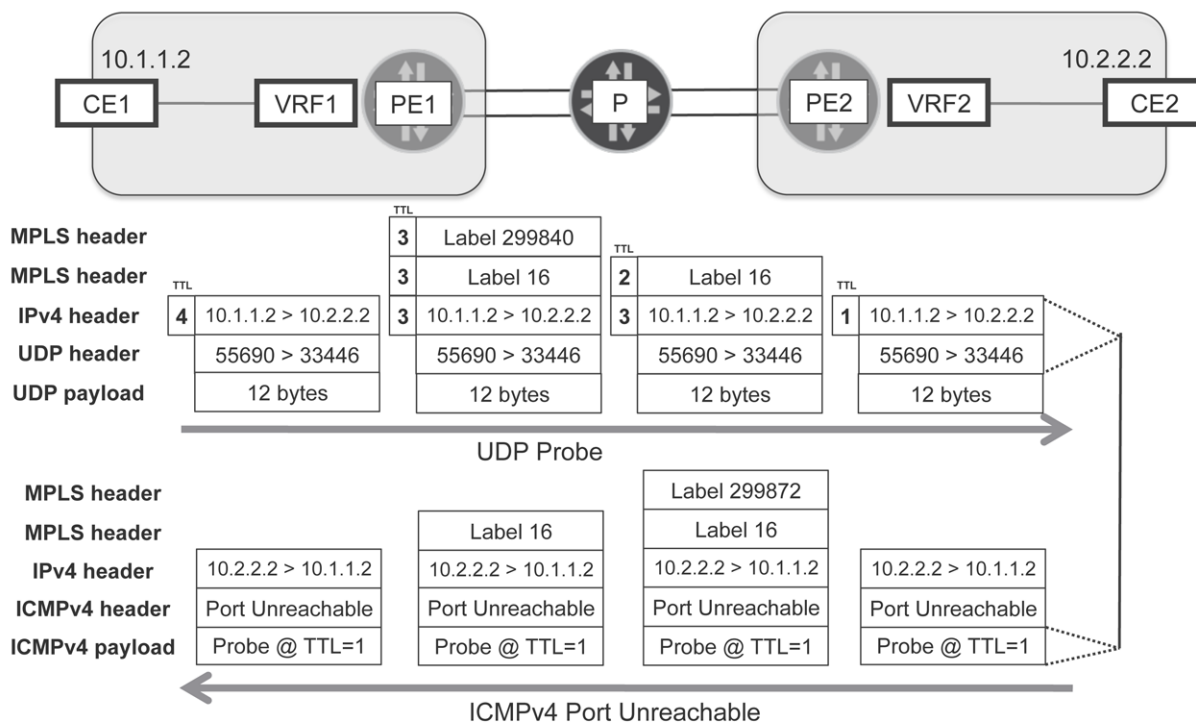 10.1.1.2 10.2.2.2
CE1 VRF1 PE1 P PE2 VRF2 CE2
TTL
MPLS header 3 Label 299840
TTL
MPLS header 3 Label 16 2 Label 16
TTL TTL
IPv4 header 4 10.1.1.2 > 10.2.2.2 3 10.1.1.2 > 10.2.2.2 3 10.1.1.2 > 10.2.2.2 1 10.1.1.2 > 10.2.2.2
UDP header 55690 > 33446 55690 > 33446 55690 > 33446 55690 > 33446
UDP payload 12 bytes 12 bytes 12 bytes 12 bytes
UDP Probe
MPLS header Label 299872
MPLS header Label 16 Label 16
IPv4 header 10.2.2.2 > 10.1.1.2 10.2.2.2 > 10.1.1.2 10.2.2.2 > 10.1.1.2 10.2.2.2 > 10.1.1.2
ICMPv4 header Port Unreachable Port Unreachable Port Unreachable Port Unreachable
ICMPv4 payload Probe @ TTL=1 Probe @ TTL=1 Probe @ TTL=1 Probe @ TTL=1
ICMPv4 Port Unreachable